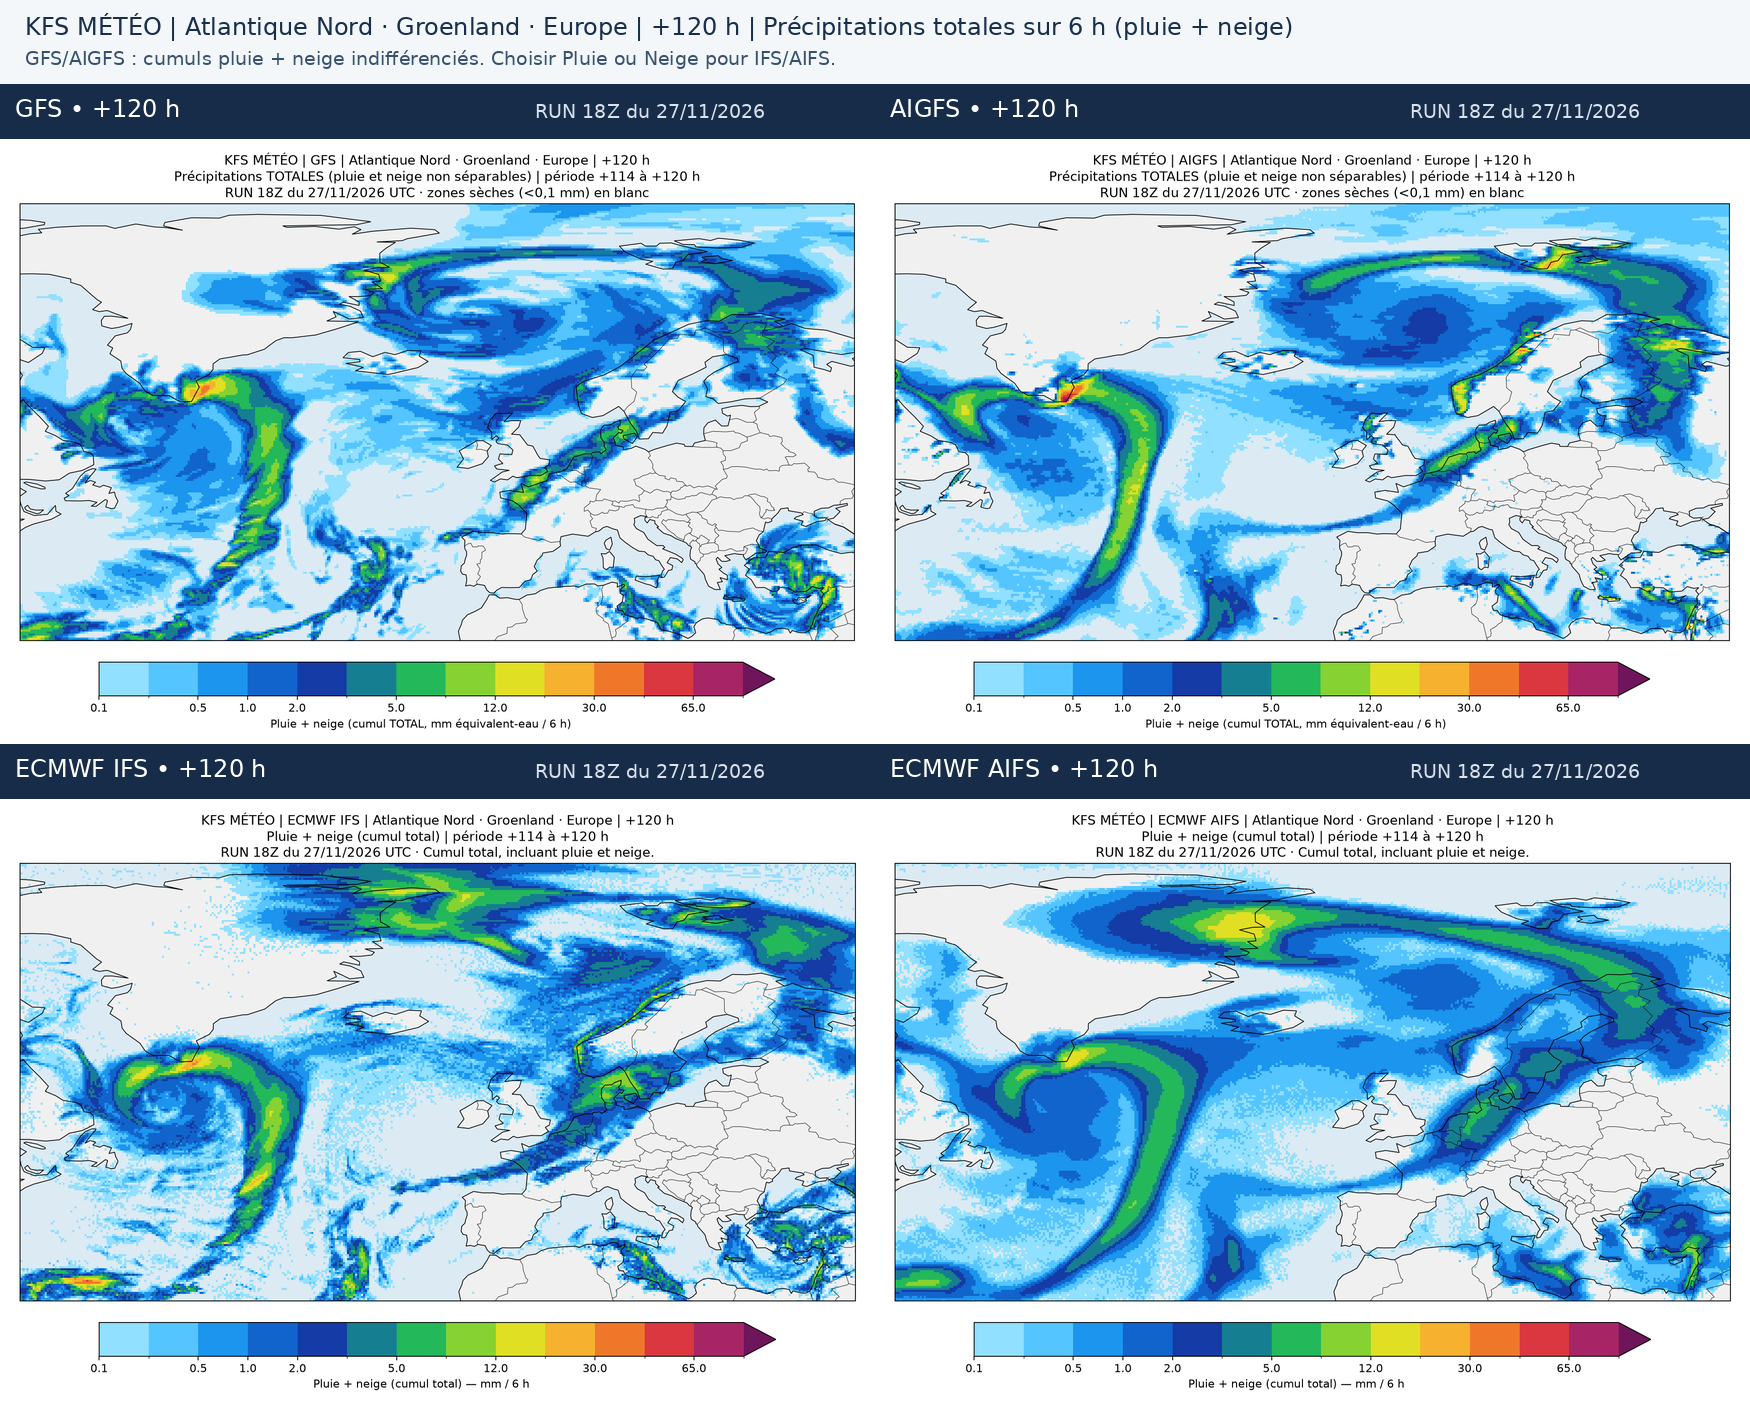 KFS MÉTÉO | Atlantique Nord · Groenland · Europe | +120 h | Précipitations totales sur 6 h (pluie + neige)
GFS/AIGFS : cumuls pluie + neige indifférenciés. Choisir Pluie ou Neige pour IFS/AIFS.
GFS • +120 h
RUN 18Z du 27/11/2026
AIGFS • +120 h
RUN 18Z du 27/11/2026
KFS MÉTÉO | GFS | Atlantique Nord · Groenland · Europe | +120 h
Précipitations TOTALES (pluie et neige non séparables) | période +114 à +120 h
RUN 18Z du 27/11/2026 UTC · zones sèches (<0,1 mm) en blanc
KFS MÉTÉO | AIGFS | Atlantique Nord · Groenland · Europe | +120 h
Précipitations TOTALES (pluie et neige non séparables) | période +114 à +120 h
RUN 18Z du 27/11/2026 UTC · zones sèches (<0,1 mm) en blanc
0.1 0.5 1.0 2.0 5.0 12.0 30.0 65.0
Pluie + neige (cumul TOTAL, mm équivalent-eau / 6 h)
0.1 0.5 1.0 2.0 5.0 12.0 30.0 65.0
Pluie + neige (cumul TOTAL, mm équivalent-eau / 6 h)
ECMWF IFS • +120 h
RUN 18Z du 27/11/2026
ECMWF AIFS • +120 h
RUN 18Z du 27/11/2026
KFS MÉTÉO | ECMWF IFS | Atlantique Nord · Groenland · Europe | +120 h
Pluie + neige (cumul total) | période +114 à +120 h
RUN 18Z du 27/11/2026 UTC · Cumul total, incluant pluie et neige.
KFS MÉTÉO | ECMWF AIFS | Atlantique Nord · Groenland · Europe | +120 h
Pluie + neige (cumul total) | période +114 à +120 h
RUN 18Z du 27/11/2026 UTC · Cumul total, incluant pluie et neige.
0.1 0.5 1.0 2.0 5.0 12.0 30.0 65.0
Pluie + neige (cumul total) — mm / 6 h
0.1 0.5 1.0 2.0 5.0 12.0 30.0 65.0
Pluie + neige (cumul total) — mm / 6 h